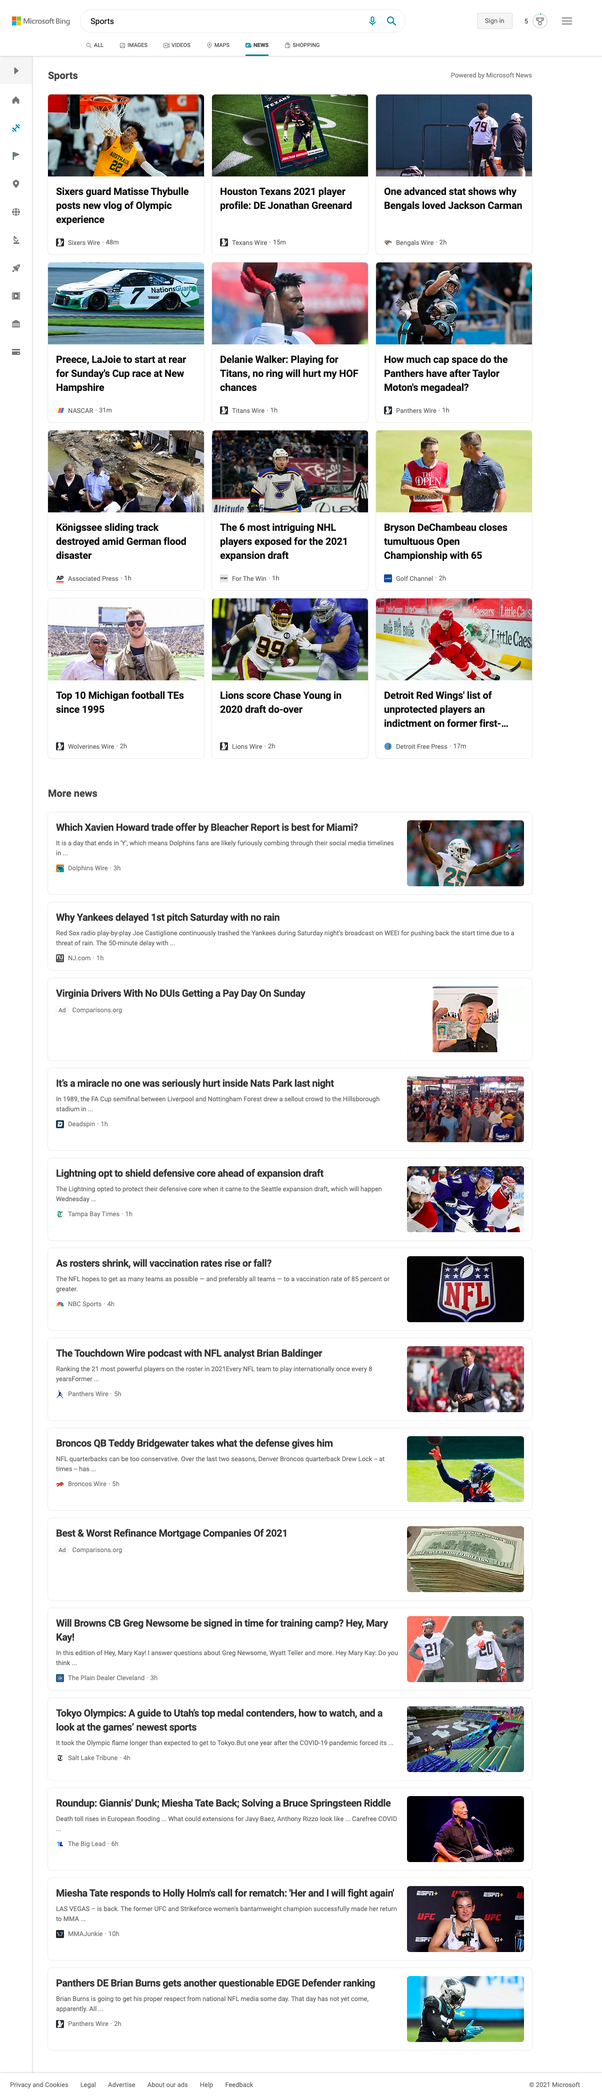 Microsoft Bing
Sports
Sign in
5
ALL
IMAGES
VIDEOS
MAPS
NEWS
SHOPPING
Sports
Powered by Microsoft News
Sixers guard Matisse Thybulle
posts new vlog of Olympic
experience
Sixers Wire · 48m
Houston Texans 2021 player
profile: DE Jonathan Greenard
Texans Wire · 15m
One advanced stat shows why
Bengals loved Jackson Carman
Bengals Wire · 2h
Preece, LaJoie to start at rear
for Sunday's Cup race at New
Hampshire
NASCAR · 31m
Delanie Walker: Playing for
Titans, no ring will hurt my HOF
chances
Titans Wire · 1h
How much cap space do the
Panthers have after Taylor
Moton's megadeal?
Panthers Wire · 1h
Königssee sliding track
destroyed amid German flood
disaster
AP Associated Press · 1h
The 6 most intriguing NHL
players exposed for the 2021
expansion draft
For The Win · 1h
Bryson DeChambeau closes
tumultuous Open
Championship with 65
Golf Channel · 2h
Top 10 Michigan football TEs
since 1995
Wolverines Wire · 2h
Lions score Chase Young in
2020 draft do-over
Lions Wire · 2h
Detroit Red Wings' list of
unprotected players an
indictment on former first-...
Detroit Free Press · 17m
More news
Which Xavien Howard trade offer by Bleacher Report is best for Miami?
It is a day that ends in 'Y', which means Dolphins fans are likely furiously combing through their social media timelines
in ...
Dolphins Wire · 3h
Why Yankees delayed 1st pitch Saturday with no rain
Red Sox radio play-by-play Joe Castiglione continuously trashed the Yankees during Saturday night's broadcast on WEEI for pushing back the start time due to a
threat of rain. The 50-minute delay with ...
NJ.com · 1h
Virginia Drivers With No DUIs Getting a Pay Day On Sunday
Ad Comparisons.org
It's a miracle no one was seriously hurt inside Nats Park last night
In 1989, the FA Cup semifinal between Liverpool and Nottingham Forest drew a sellout crowd to the Hillsborough
stadium in ...
Deadspin · 1h
Lightning opt to shield defensive core ahead of expansion draft
The Lightning opted to protect their defensive core when it came to the Seattle expansion draft, which will happen
Wednesday ...
Tampa Bay Times · 1h
As rosters shrink, will vaccination rates rise or fall?
The NFL hopes to get as many teams as possible — and preferably all teams — to a vaccination rate of 85 percent or
greater.
NBC Sports · 4h
NFL
The Touchdown Wire podcast with NFL analyst Brian Baldinger
Ranking the 21 most powerful players on the roster in 2021Every NFL team to play internationally once every 8
yearsFormer ...
Panthers Wire · 5h
Broncos QB Teddy Bridgewater takes what the defense gives him
NFL quarterbacks can be too conservative. Over the last two seasons, Denver Broncos quarterback Drew Lock – at
times – has ...
Broncos Wire · 5h
Best & Worst Refinance Mortgage Companies Of 2021
Ad Comparisons.org
Will Browns CB Greg Newsome be signed in time for training camp? Hey, Mary
Kay!
In this edition of Hey, Mary Kay! I answer questions about Greg Newsome, Wyatt Teller and more. Hey Mary Kay: Do you
think ...
The Plain Dealer Cleveland · 3h
Tokyo Olympics: A guide to Utah's top medal contenders, how to watch, and a
look at the games' newest sports
It took the Olympic flame longer than expected to get to Tokyo.But one year after the COVID-19 pandemic forced its ...
Salt Lake Tribune · 4h
Roundup: Giannis' Dunk; Miesha Tate Back; Solving a Bruce Springsteen Riddle
Death toll rises in European flooding ... What could extensions for Javy Baez, Anthony Rizzo look like ... Carefree COVID
...
The Big Lead · 6h
Miesha Tate responds to Holly Holm's call for rematch: 'Her and I will fight again'
LAS VEGAS – is back. The former UFC and Strikeforce women's bantamweight champion successfully made her return
to MMA ...
MMAJunkie · 10h
Panthers DE Brian Burns gets another questionable EDGE Defender ranking
Brian Burns is going to get his proper respect from national NFL media some day. That day has not yet come,
apparently. All ...
Panthers Wire · 2h
Privacy and Cookies
Legal
Advertise
About our ads
Help
Feedback
© 2021 Microsoft